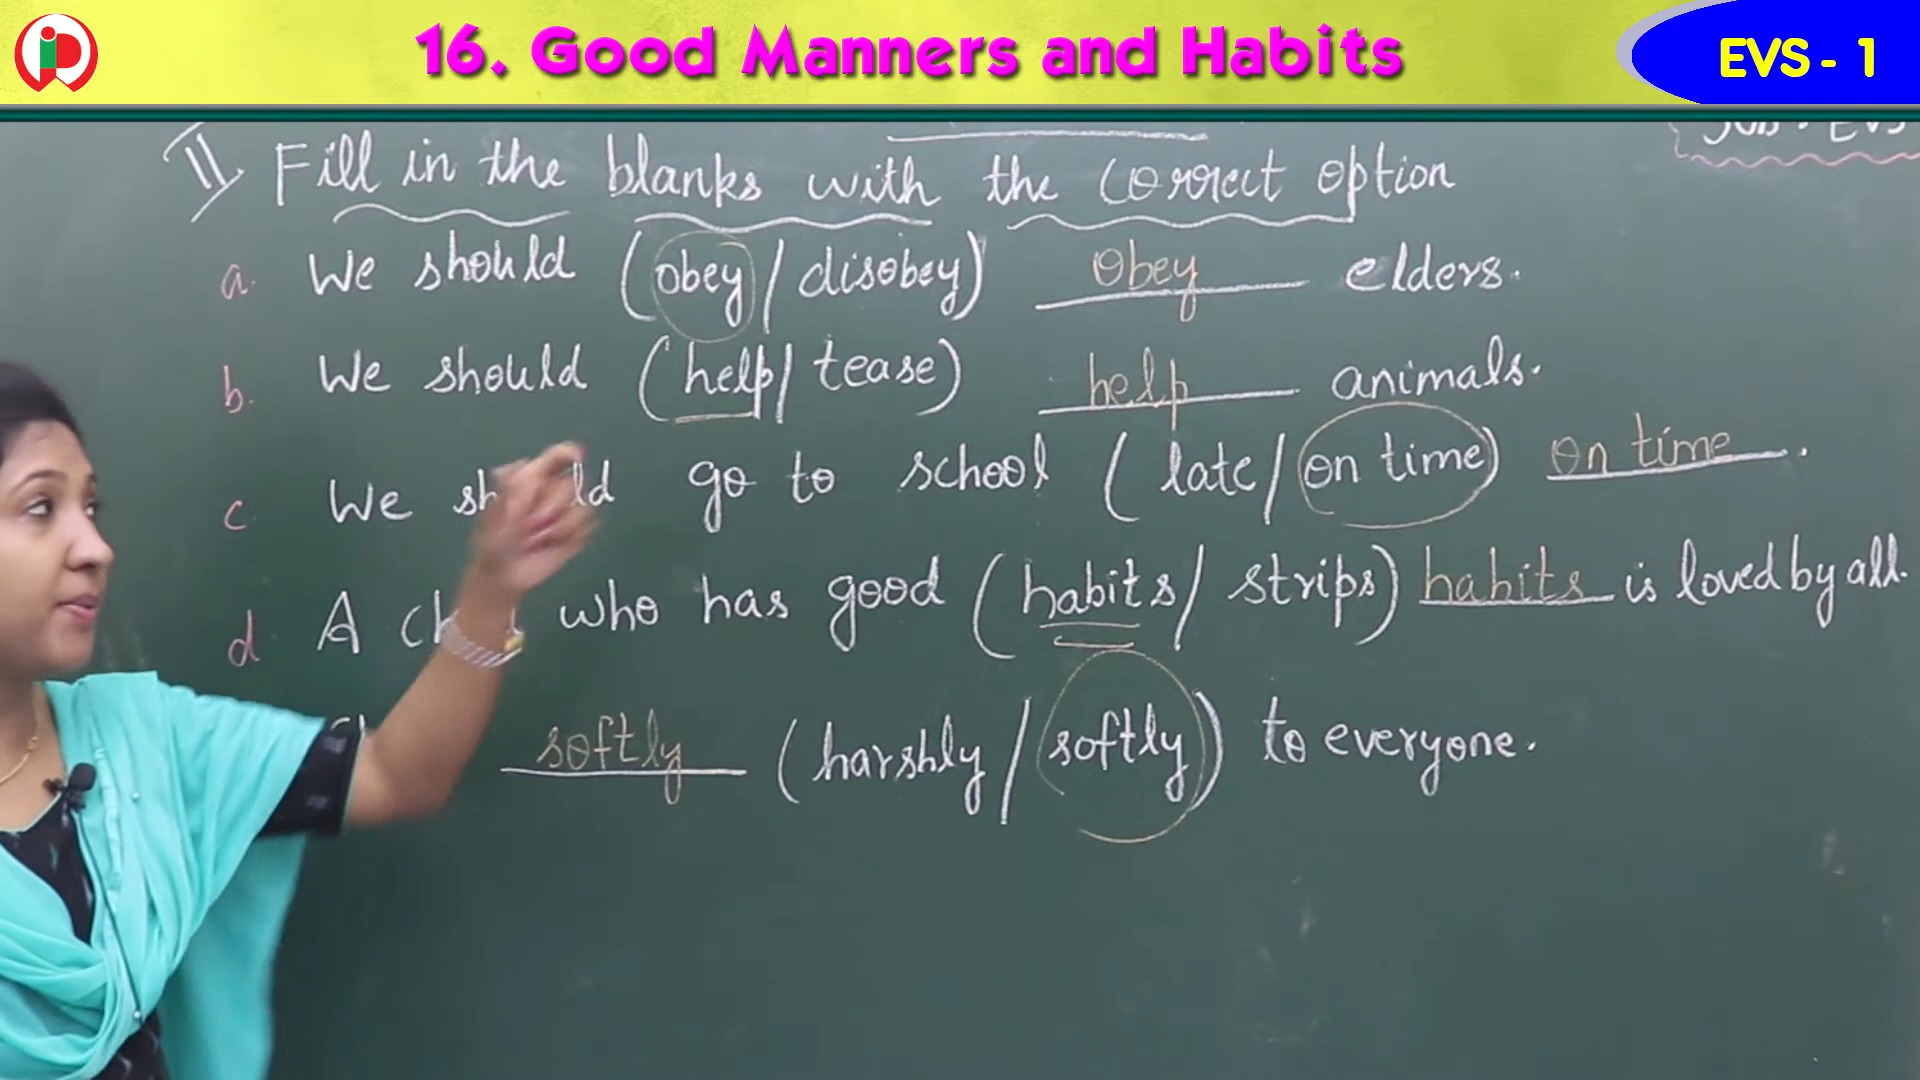 16. Good Manners and Habits
EVS - 1
II Fill in the blanks with the correct option
a. We should (obey/disobey) Obey elders.
b. We should (help/tease) help animals.
c We should go to school (late/on time) on time.
d A who has good (habits/strips) habits is loved by all.
softly (harshly/softly) to everyone.